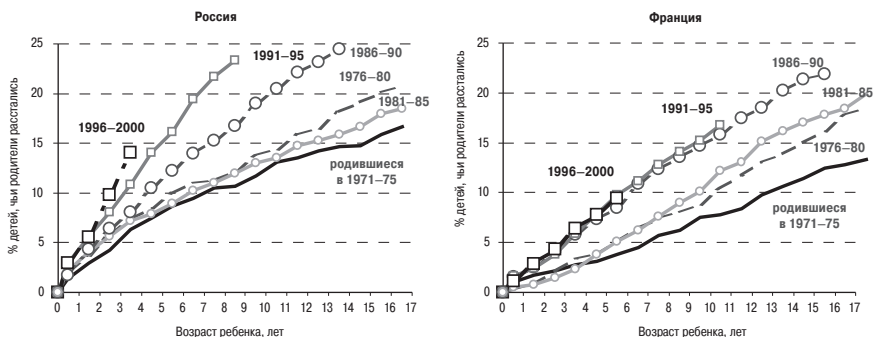 Россия
% детей, чьи родители расстались
25
20
15
10
5
0
1996–2000
1991–95
1986–90
1976–80
1981–85
родившиеся
в 1971–75
0 1 2 3 4 5 6 7 8 9 10 11 12 13 14 15 16 17
Возраст ребенка, лет
Франция
% детей, чьи родители расстались
25
20
15
10
5
0
1996–2000
1991–95
1986–90
1981–85
1976–80
родившиеся
в 1971–75
0 1 2 3 4 5 6 7 8 9 10 11 12 13 14 15 16 17
Возраст ребенка, лет